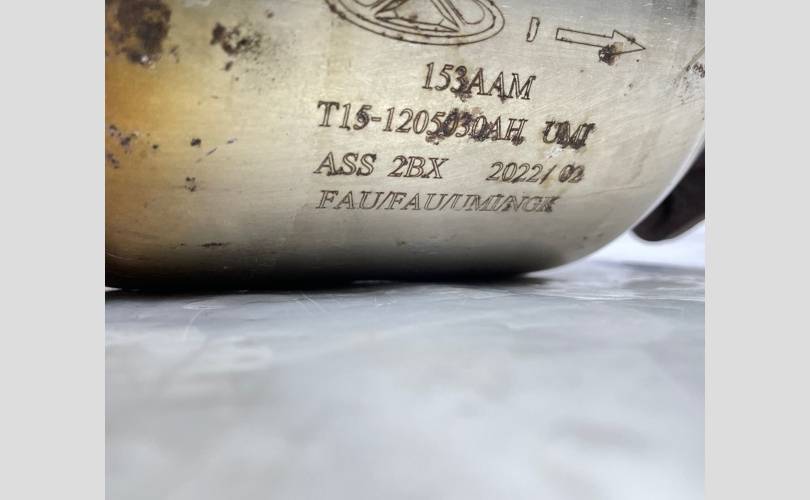 153AAM
T15-1205030AH UMI
ASS 2BX 2022/02
FAU/FAU/UMI/NGK